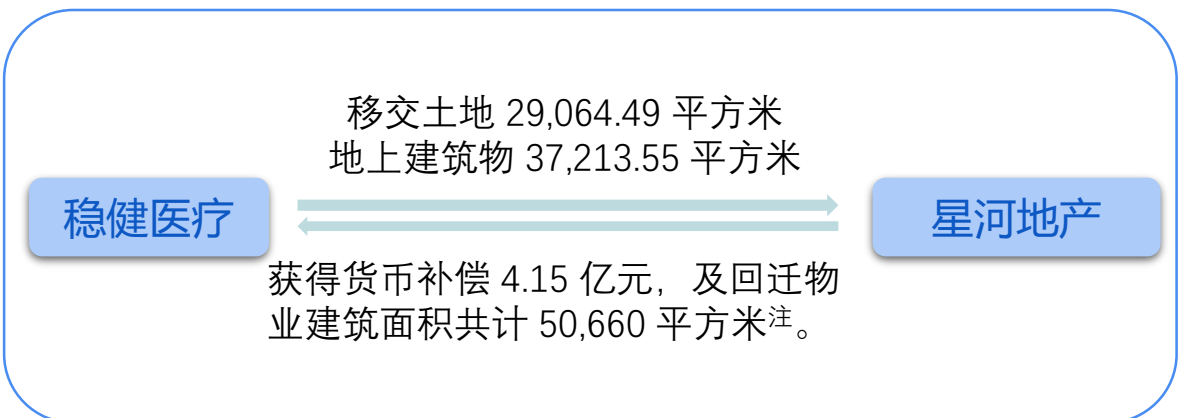 移交土地 29,064.49 平方米
地上建筑物 37,213.55 平方米
稳健医疗
星河地产
获得货币补偿 4.15 亿元，及回迁物
业建筑面积共计 50,660 平方米注。